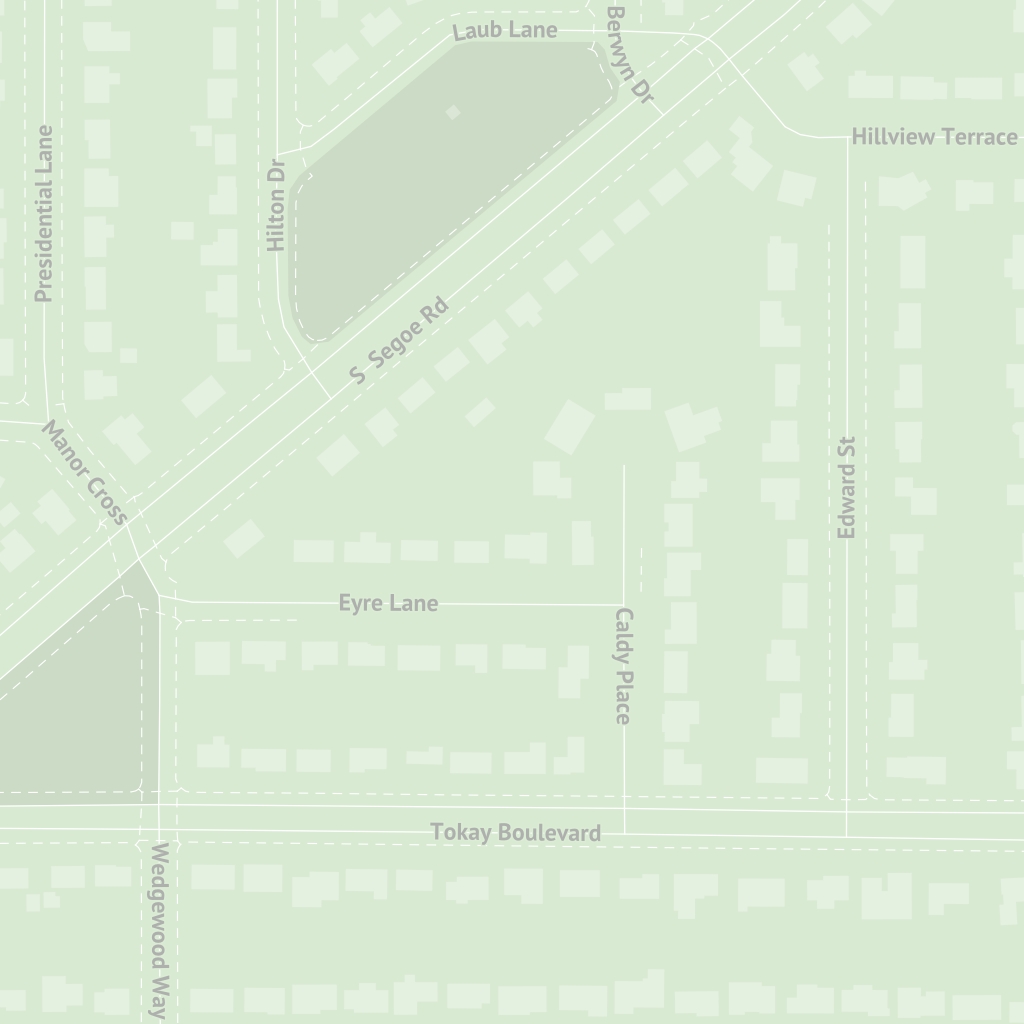 Laub Lane
Berwyn Dr
Hillview Terrace
Presidential Lane
Hilton Dr
S Segoe Rd
Manor Cross
Edward St
Eyre Lane
Caldy Place
Tokay Boulevard
Wedgewood Way